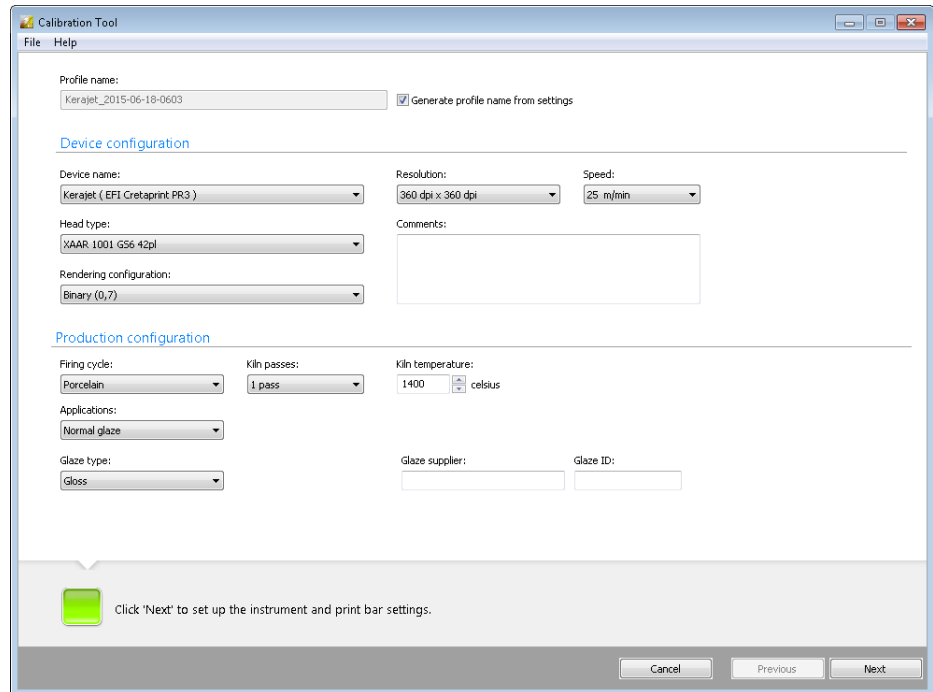 Calibration Tool
File Help
Profile name:
Kerajet_2015-06-18-0603
Generate profile name from settings
Device configuration
Device name: Resolution: Speed:
Kerajet ( EFI Cretaprint PR3 ) 360 dpi x 360 dpi 25 m/min
Head type: Comments:
XAAR 1001 GS6 42pl
Rendering configuration:
Binary (0,7)
Production configuration
Firing cycle: Kiln passes: Kiln temperature:
Porcelain 1 pass 1400 celsius
Applications:
Normal glaze
Glaze type: Glaze supplier: Glaze ID:
Gloss
Click 'Next' to set up the instrument and print bar settings.
Cancel Previous Next